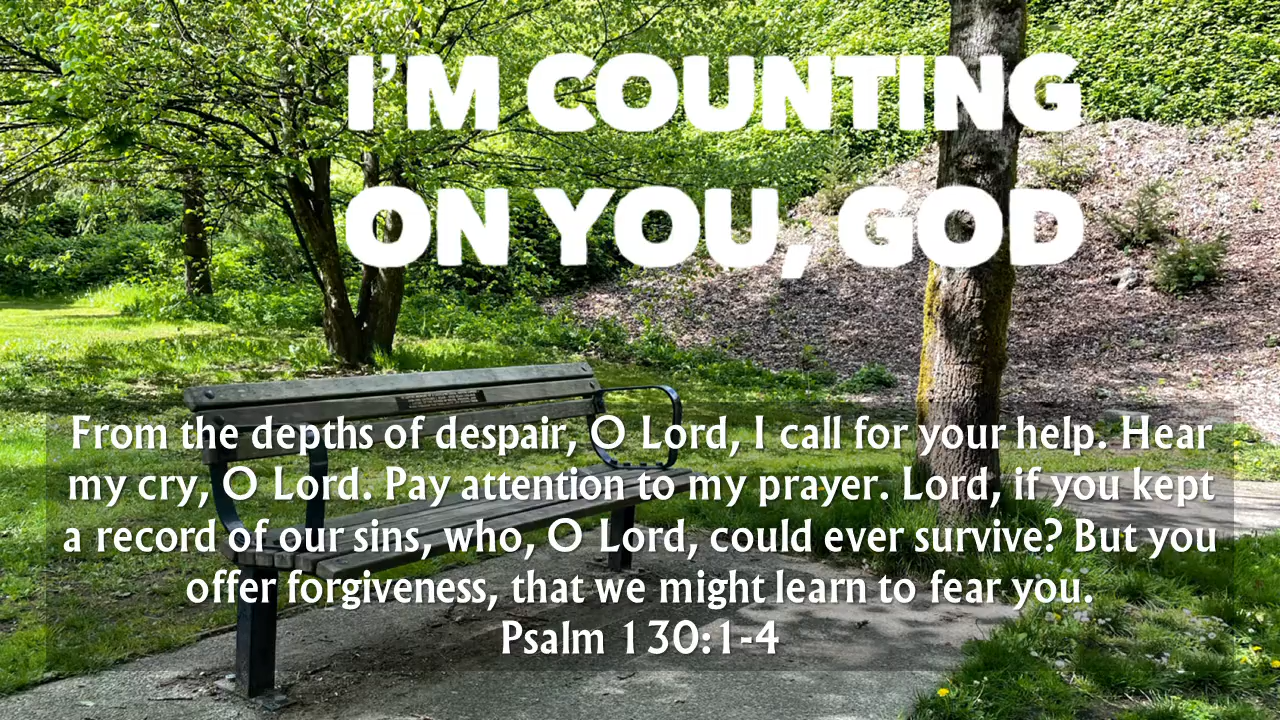 I'M COUNTING
ON YOU, GOD
From the depths of despair, O Lord, I call for your help. Hear
my cry, O Lord. Pay attention to my prayer. Lord, if you kept
a record of our sins, who, O Lord, could ever survive? But you
offer forgiveness, that we might learn to fear you.
Psalm 130:1-4